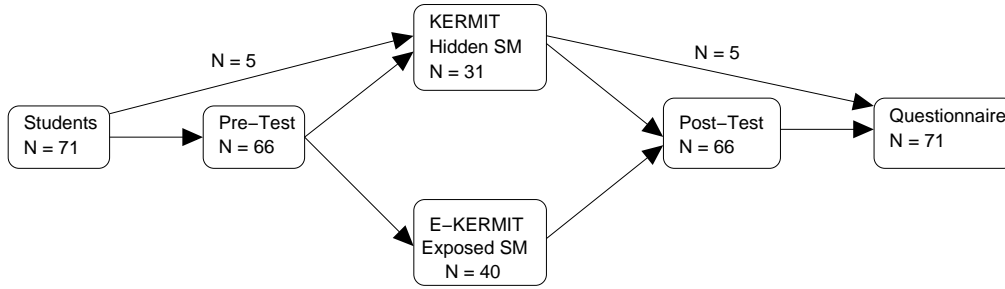 Students
N = 71
N = 5
Pre−Test
N = 66
KERMIT
Hidden SM
N = 31
E−KERMIT
Exposed SM
N = 40
N = 5
Post−Test
N = 66
Questionnaire
N = 71